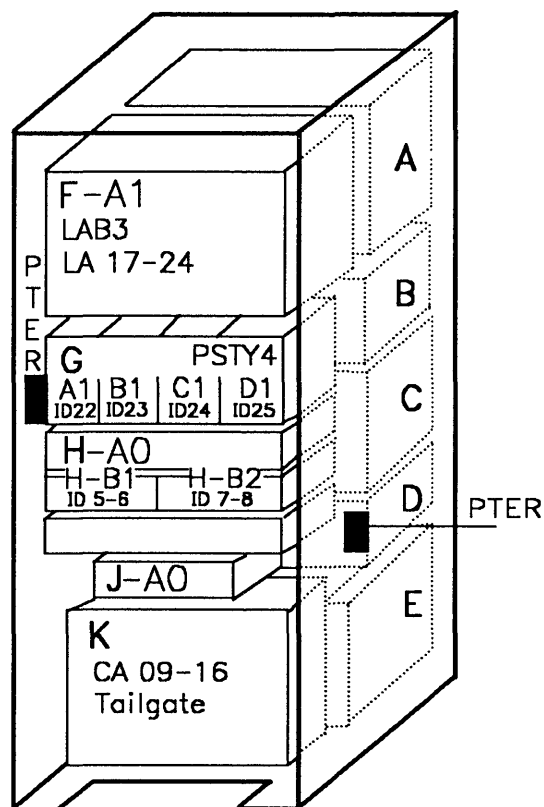 F-A1
LAB3
LA 17-24
PTER
G PSTY4
A1 B1 C1 D1
ID22 ID23 ID24 ID25
H-A0
H-B1 H-B2
ID 5-6 ID 7-8
J-A0
K
CA 09-16
Tailgate
A
B
C
D
PTER
E